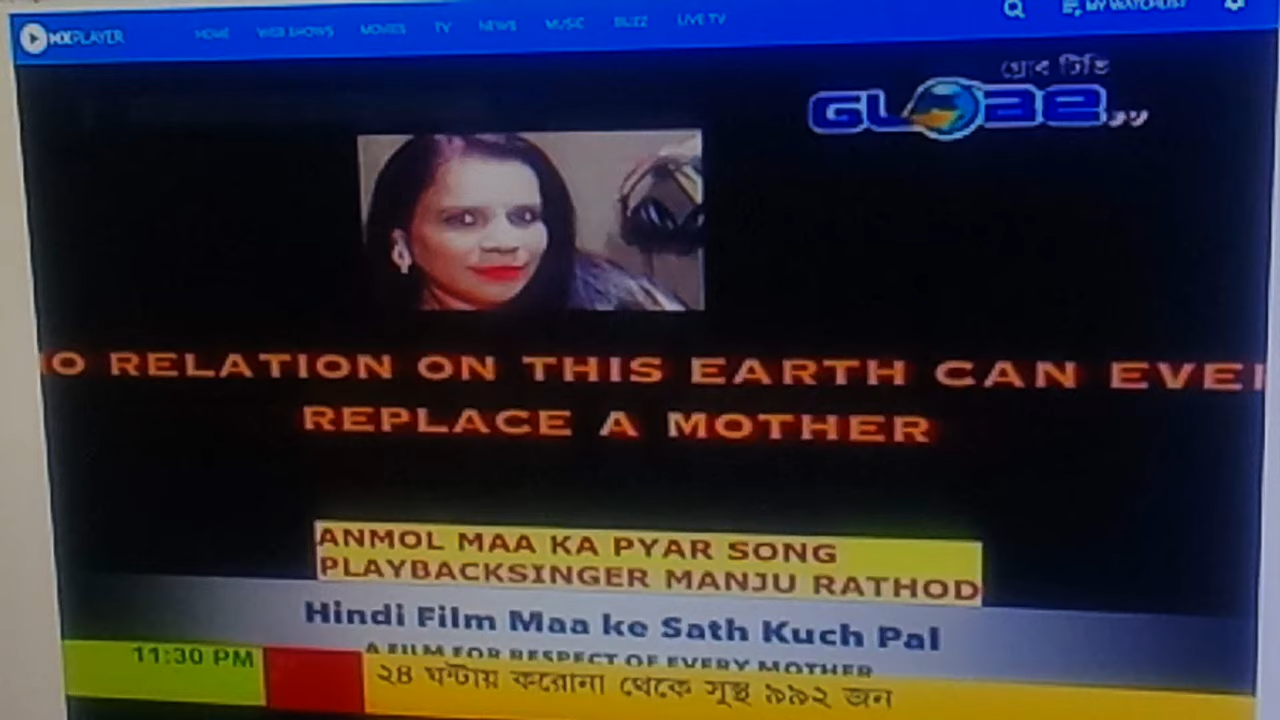 MXPLAYER HOME WEB SHOWS MOVIES TV NEWS MUSIC BUZZ LIVE TV MY WATCHLIST
গ্লোব টিভি
GLOBE TV
O RELATION ON THIS EARTH CAN EVE
REPLACE A MOTHER
ANMOL MAA KA PYAR SONG
PLAYBACKSINGER MANJU RATHOD
Hindi Film Maa ke Sath Kuch Pal
A FILM FOR RESPECT OF EVERY MOTHER
11:30 PM
২৪ ঘণ্টায় করোনা থেকে সুস্থ ৯৯২ জন